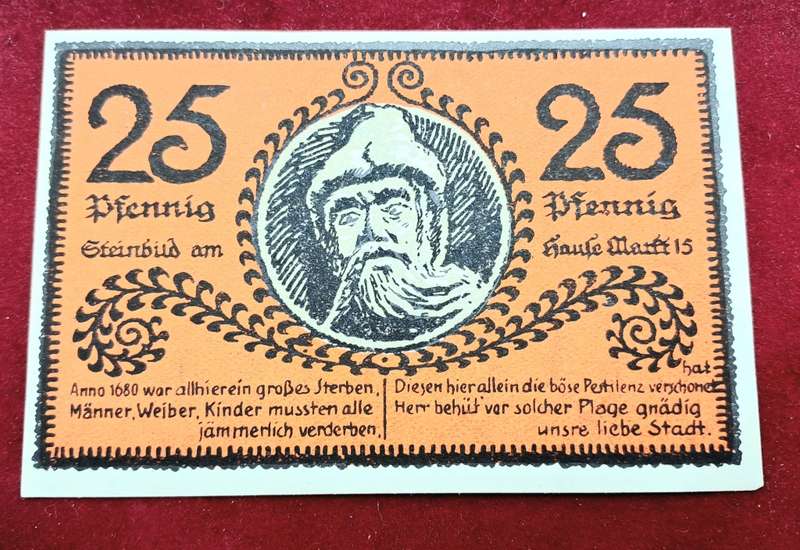 25 25
Pfennig Pfennig
Steinbild am Hause Markt 15
Anno 1680 war allhier ein großes Sterben,
Männer, Weiber, Kinder mussten alle
jämmerlich verderben,
Diesen hier allein die böse Pestilenz verschonet hat
Herr behüt vor solcher Plage gnädig
unsre liebe Stadt.